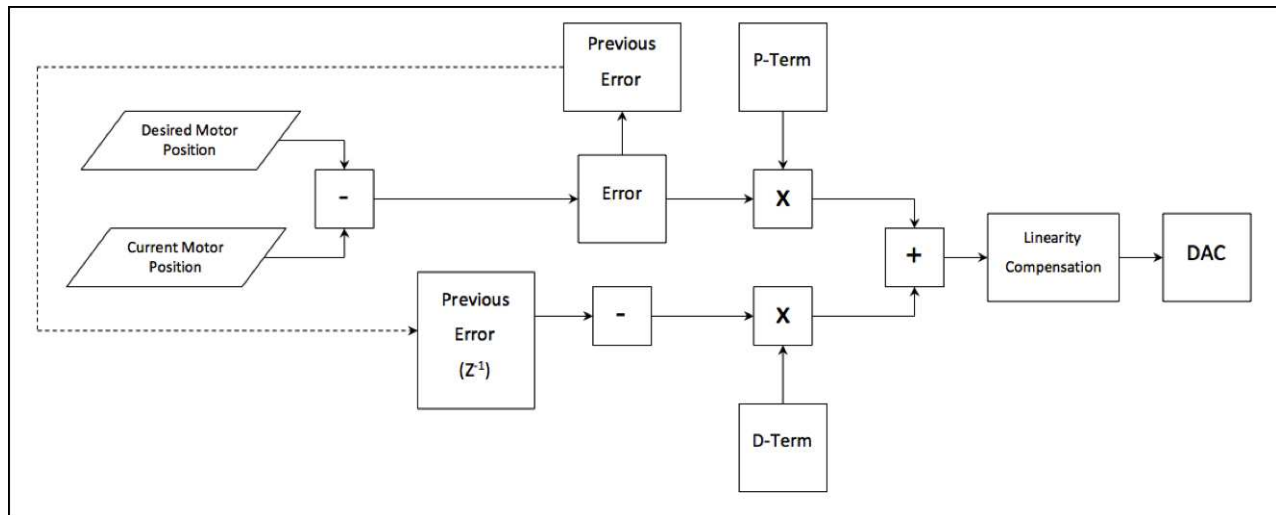 Previous
Error
P-Term
Desired Motor
Position
-
Error
X
Current Motor
Position
+
Linearity
Compensation
DAC
Previous
Error
(Z⁻¹)
-
X
D-Term